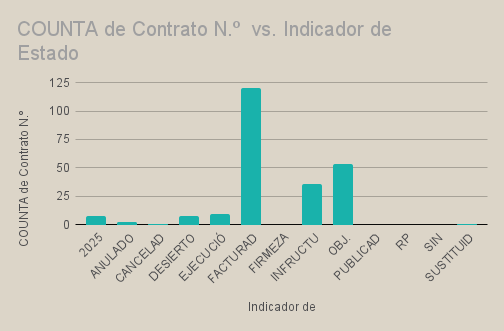 COUNTA de Contrato N.º  vs. Indicador de
Estado
COUNTA de Contrato N.º
125
100
75
50
25
0
2025
ANULADO
CANCELAD
DESIERTO
EJECUCIÓ
FACTURAD
FIRMEZA
INFRUCTU
OBJ.
PUBLICAD
RP
SIN
SUSTITUID
Indicador de